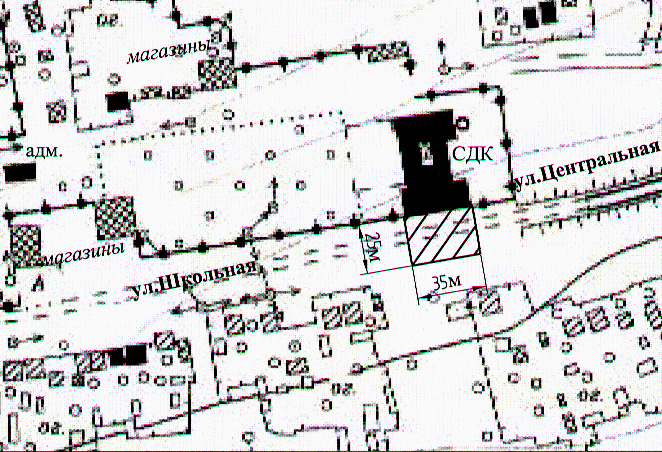 магазины
адм.
СДК
ул.Центральная
магазины
25м
ул.Школьная
35м